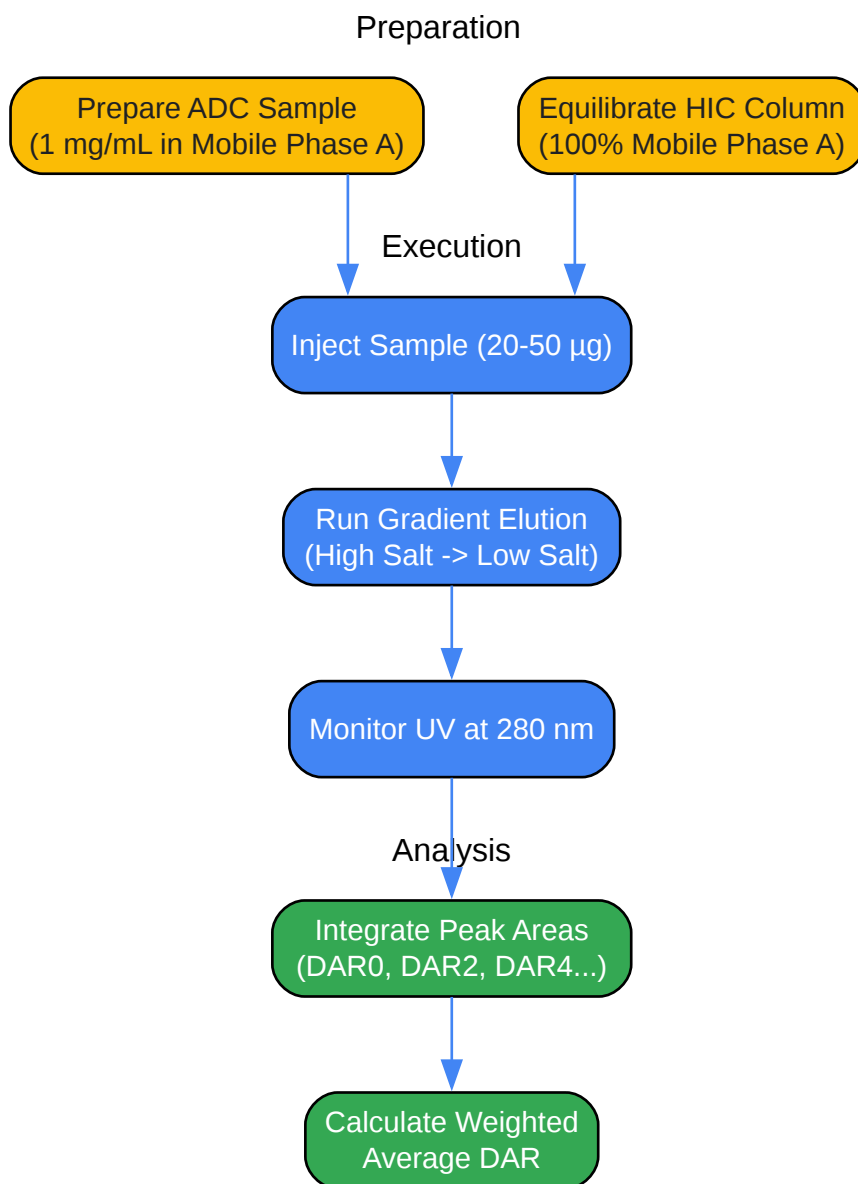 Preparation
Prepare ADC Sample
(1 mg/mL in Mobile Phase A)
Equilibrate HIC Column
(100% Mobile Phase A)
Execution
Inject Sample (20-50 µg)
Run Gradient Elution
(High Salt -> Low Salt)
Monitor UV at 280 nm
Analysis
Integrate Peak Areas
(DAR0, DAR2, DAR4...)
Calculate Weighted
Average DAR